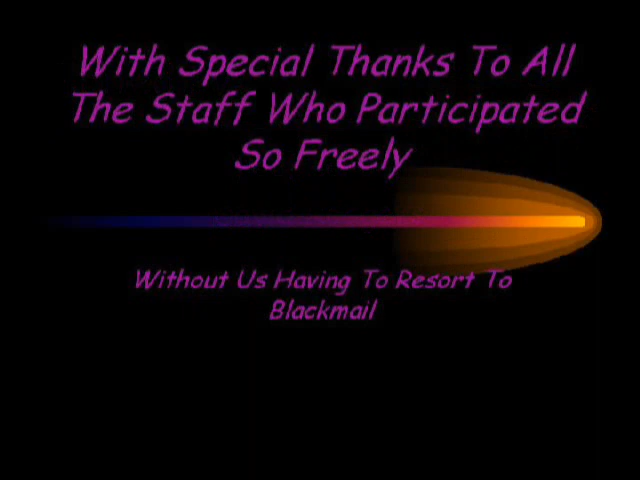 With Special Thanks To All
The Staff Who Participated
So Freely
Without Us Having To Resort To
Blackmail